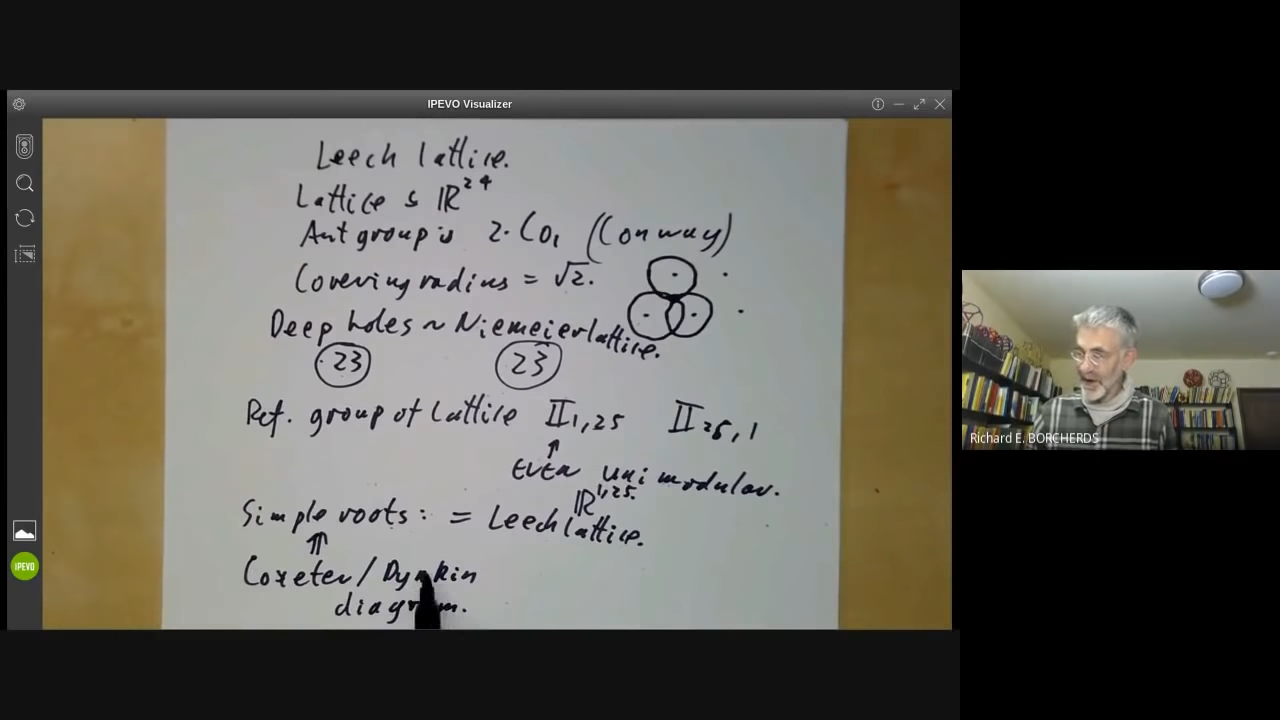 IPEVO Visualizer
Leech lattice.
Lattice s ℝ²⁴
Aut group is 2·Co₁ (Conway)
Covering radius = √2.
Deep holes ~ Niemeier lattice.
23 23
Ref. group of lattice II₁,₂₅ II₂₅,₁
↑
even unimodular.
ℝ¹,²⁵.
Simple roots: = Leech lattice.
⇑
Coxeter/Dynkin
diagram.
Richard E. BORCHERDS
IPEVO